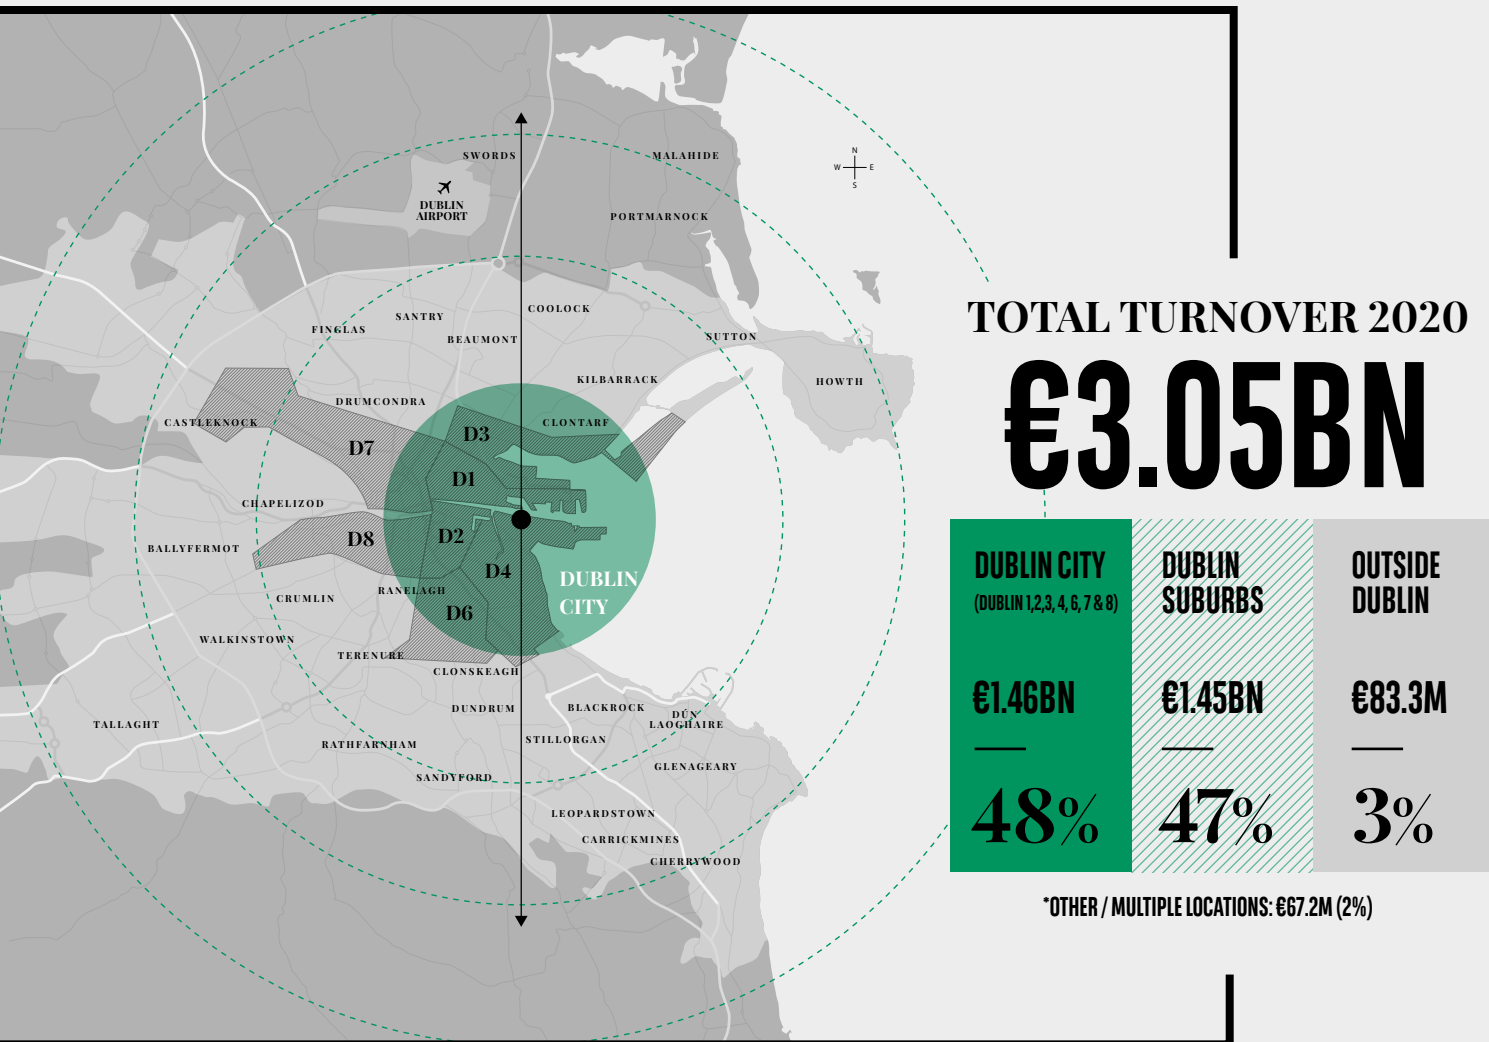 SWORDS
MALAHIDE
N
W E
S
DUBLIN
AIRPORT
PORTMARNOCK
COOLOCK
SANTRY
FINGLAS
BEAUMONT
SUTTON
KILBARRACK
HOWTH
DRUMCONDRA
CASTLEKNOCK
CLONTARF
D3
D7
D1
CHAPELIZOD
D8
D2
BALLYFERMOT
D4
DUBLIN
CITY
RANELAGH
CRUMLIN
D6
WALKINSTOWN
TERENURE
CLONSKEAGH
DUNDRUM
BLACKROCK
DÚN
LAOGHAIRE
TALLAGHT
STILLORGAN
RATHFARNHAM
GLENAGEARY
SANDYFORD
LEOPARDSTOWN
CARRICKMINES
CHERRYWOOD
TOTAL TURNOVER 2020
€3.05BN
DUBLIN CITY
(DUBLIN 1,2,3, 4, 6, 7 & 8)
€1.46BN
48%
DUBLIN
SUBURBS
€1.45BN
47%
OUTSIDE
DUBLIN
€83.3M
3%
*OTHER / MULTIPLE LOCATIONS: €67.2M (2%)